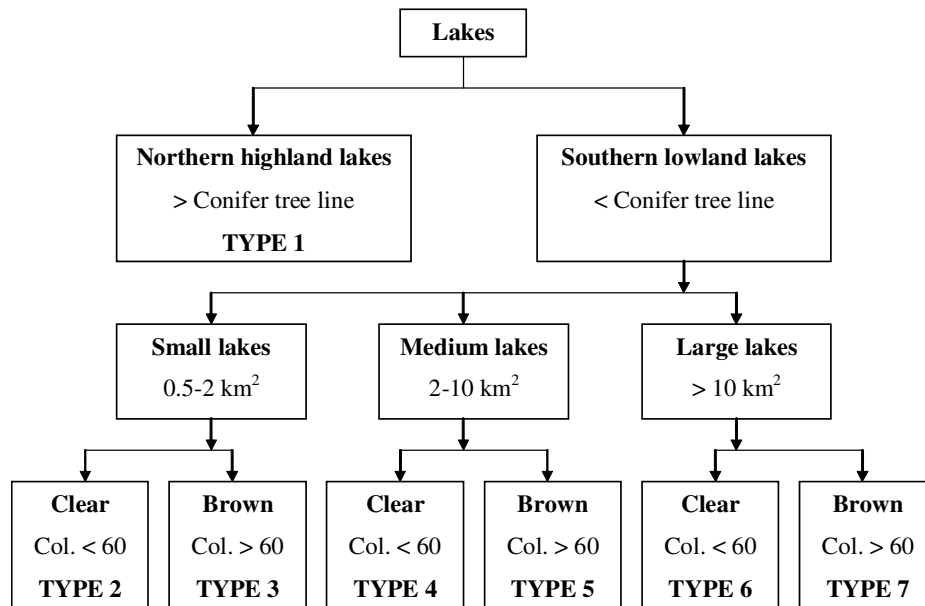 Lakes
Northern highland lakes
> Conifer tree line
TYPE 1
Southern lowland lakes
< Conifer tree line
Small lakes
0.5-2 km²
Medium lakes
2-10 km²
Large lakes
> 10 km²
Clear
Col. < 60
TYPE 2
Brown
Col. > 60
TYPE 3
Clear
Col. < 60
TYPE 4
Brown
Col. > 60
TYPE 5
Clear
Col. < 60
TYPE 6
Brown
Col. > 60
TYPE 7